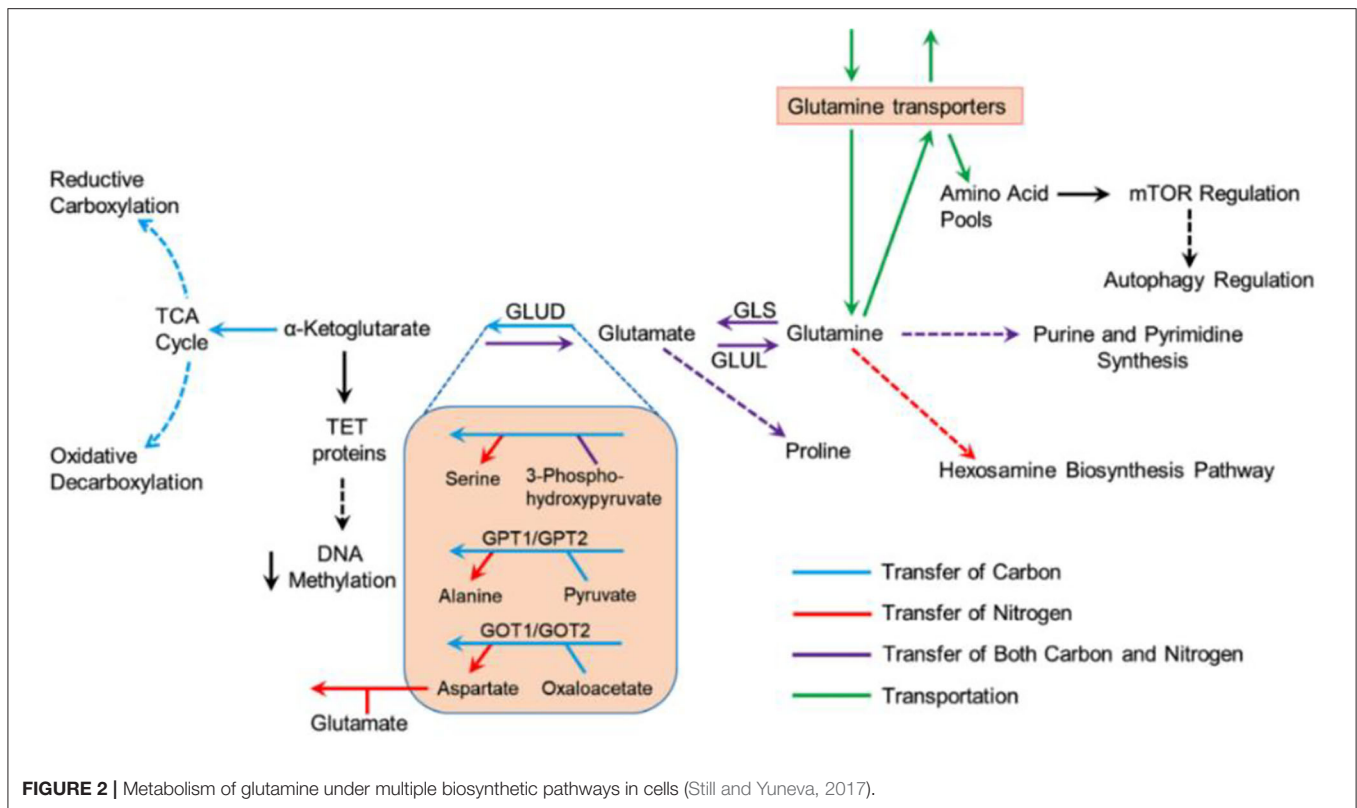 Glutamine transporters
Reductive
Carboxylation
Amino Acid
Pools
mTOR Regulation
Autophagy Regulation
TCA
Cycle
α-Ketoglutarate
GLUD
Glutamate
GLS
GLUL
Glutamine
Purine and Pyrimidine
Synthesis
Oxidative
Decarboxylation
TET
proteins
DNA
Methylation
Proline
Hexosamine Biosynthesis Pathway
Serine
3-Phospho-
hydroxypyruvate
GPT1/GPT2
Alanine
Pyruvate
GOT1/GOT2
Aspartate
Oxaloacetate
Glutamate
Transfer of Carbon
Transfer of Nitrogen
Transfer of Both Carbon and Nitrogen
Transportation
FIGURE 2 | Metabolism of glutamine under multiple biosynthetic pathways in cells (Still and Yuneva, 2017).